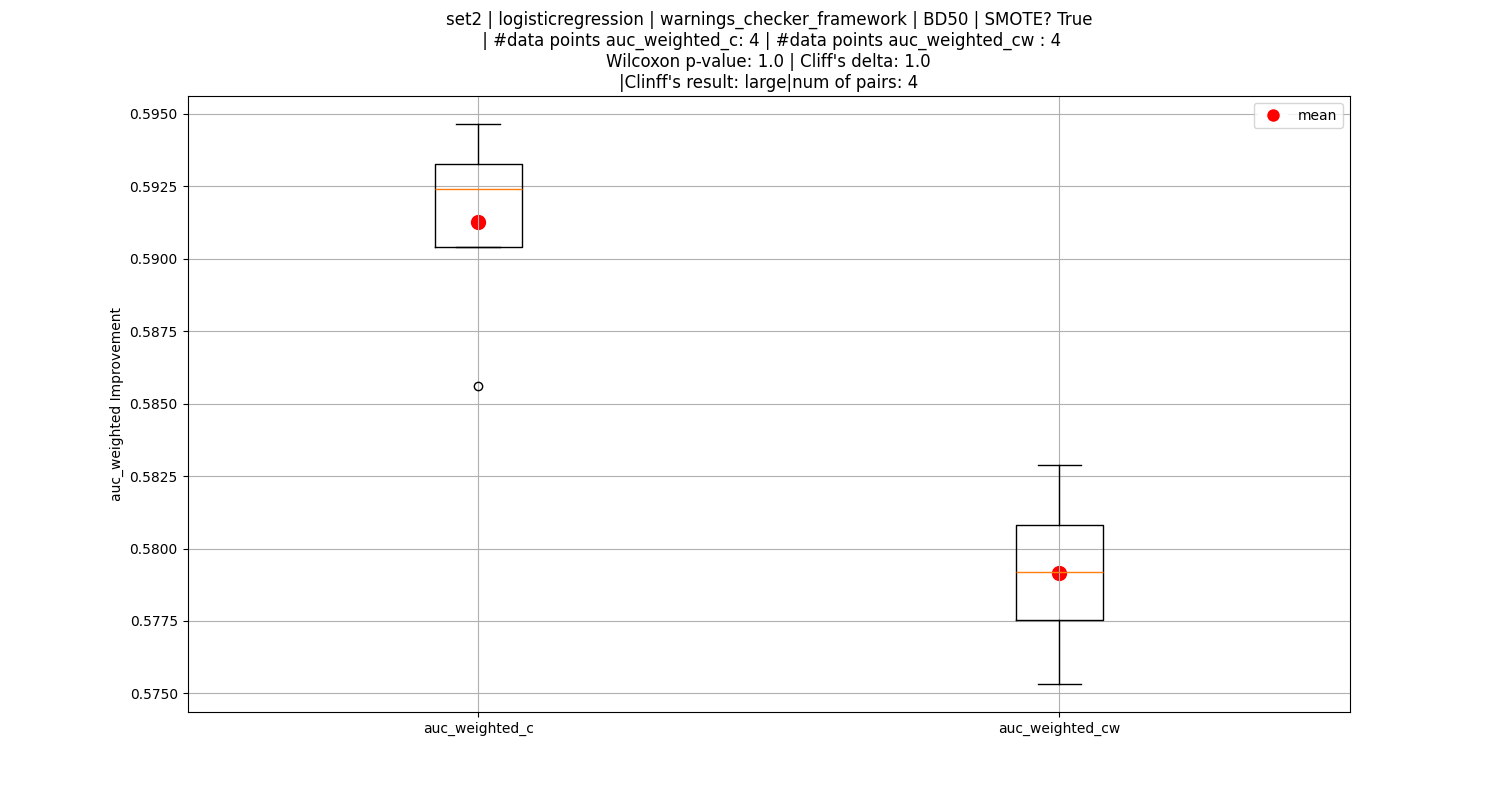 set2 | logisticregression | warnings_checker_framework | BD50 | SMOTE? True
| #data points auc_weighted_c: 4 | #data points auc_weighted_cw : 4
Wilcoxon p-value: 1.0 | Cliff's delta: 1.0
|Clinff's result: large|num of pairs: 4
mean
0.5950
0.5925
0.5900
0.5875
0.5850
0.5825
0.5800
0.5775
0.5750
auc_weighted Improvement
auc_weighted_c
auc_weighted_cw